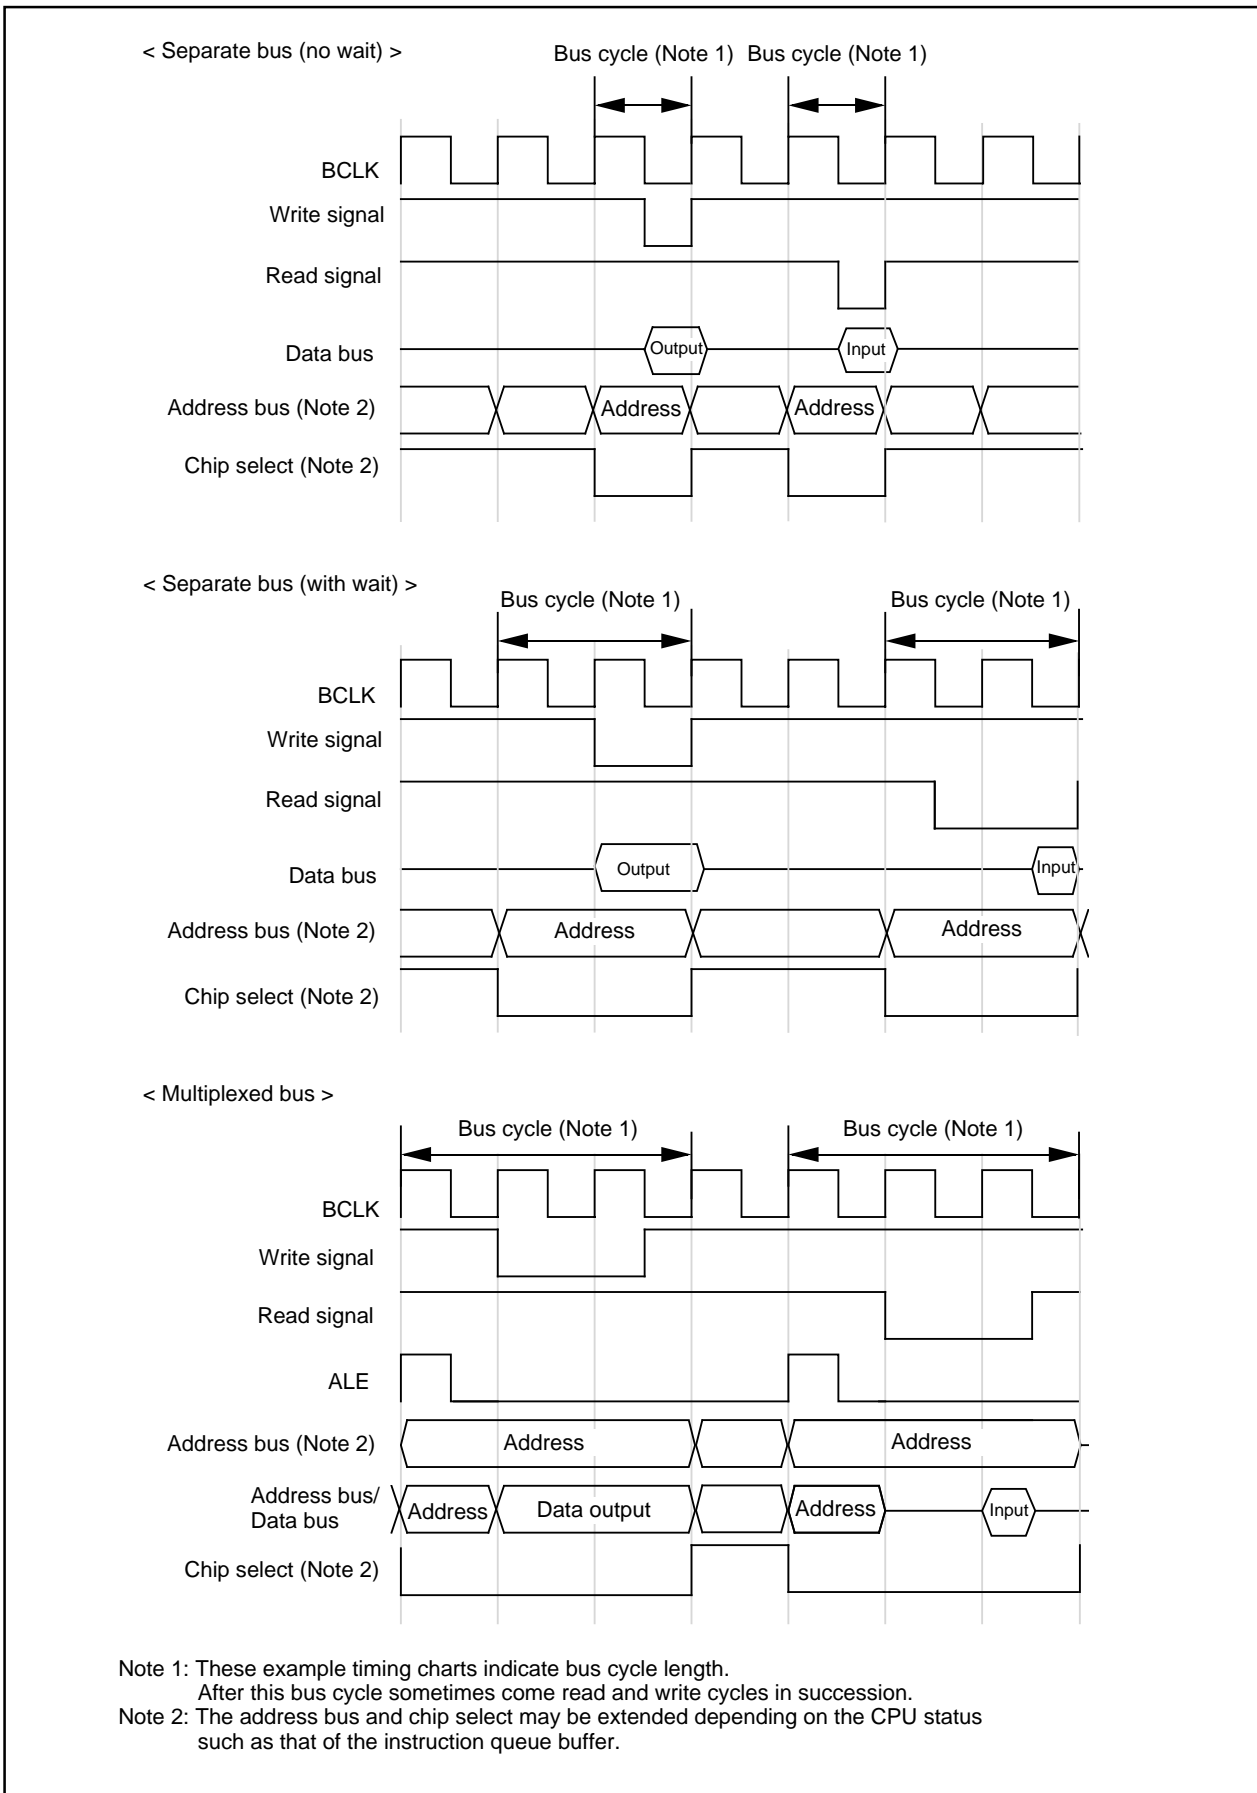 < Separate bus (no wait) >
Bus cycle (Note 1) Bus cycle (Note 1)
BCLK
Write signal
Read signal
Data bus
Output
Input
Address bus (Note 2)
Address
Address
Chip select (Note 2)
< Separate bus (with wait) >
Bus cycle (Note 1)
Bus cycle (Note 1)
BCLK
Write signal
Read signal
Data bus
Output
Input
Address bus (Note 2)
Address
Address
Chip select (Note 2)
< Multiplexed bus >
Bus cycle (Note 1)
Bus cycle (Note 1)
BCLK
Write signal
Read signal
ALE
Address bus (Note 2)
Address
Address
Address bus/
Data bus
Address
Data output
Address
Input
Chip select (Note 2)
Note 1: These example timing charts indicate bus cycle length.
After this bus cycle sometimes come read and write cycles in succession.
Note 2: The address bus and chip select may be extended depending on the CPU status
such as that of the instruction queue buffer.